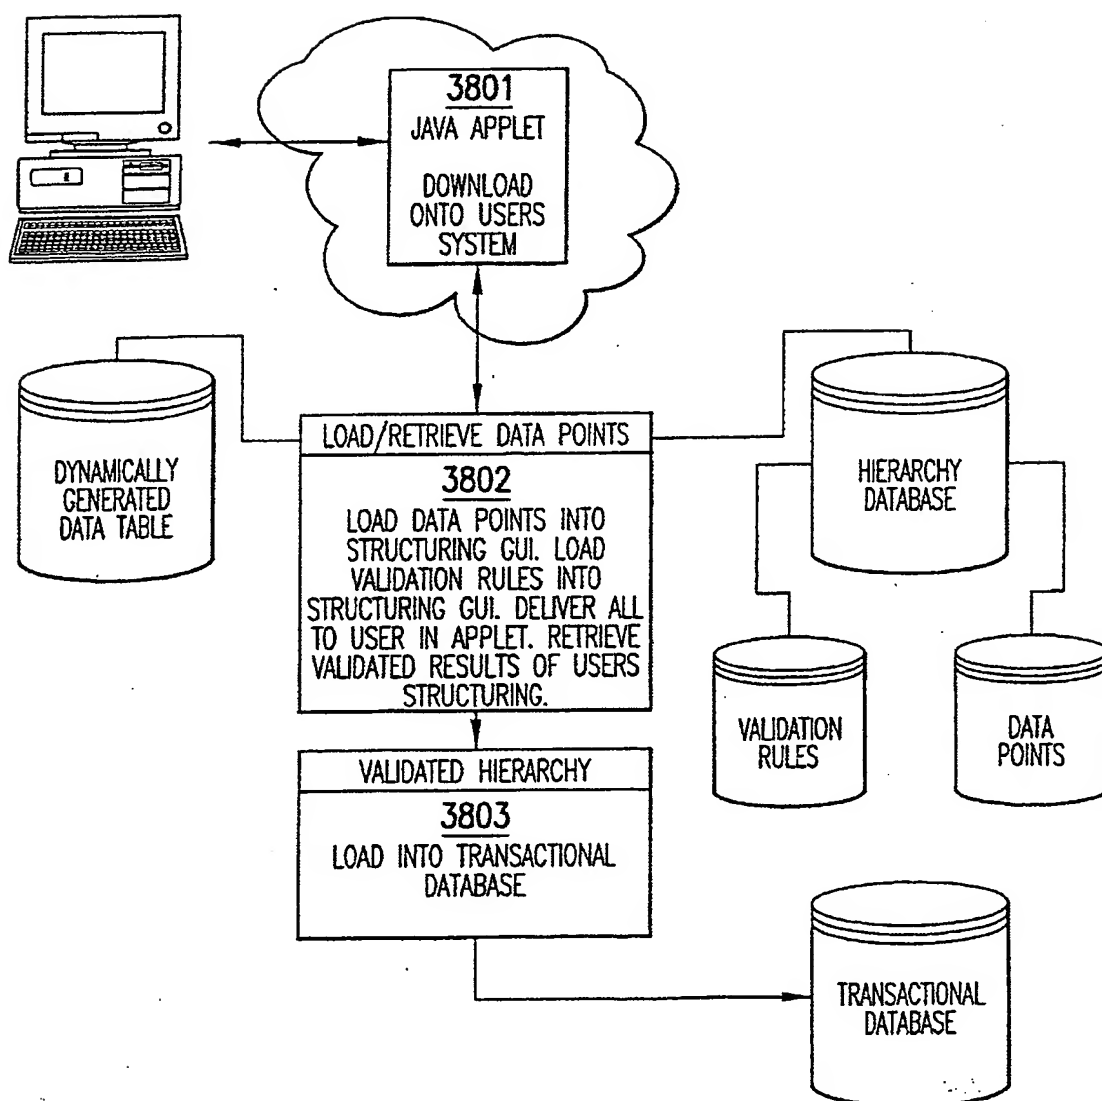 3801
JAVA APPLET
DOWNLOAD
ONTO USERS
SYSTEM
DYNAMICALLY
GENERATED
DATA TABLE
LOAD/RETRIEVE DATA POINTS
3802
LOAD DATA POINTS INTO
STRUCTURING GUI. LOAD
VALIDATION RULES INTO
STRUCTURING GUI. DELIVER ALL
TO USER IN APPLET. RETRIEVE
VALIDATED RESULTS OF USERS
STRUCTURING.
HIERARCHY
DATABASE
VALIDATION
RULES
DATA
POINTS
VALIDATED HIERARCHY
3803
LOAD INTO TRANSACTIONAL
DATABASE
TRANSACTIONAL
DATABASE